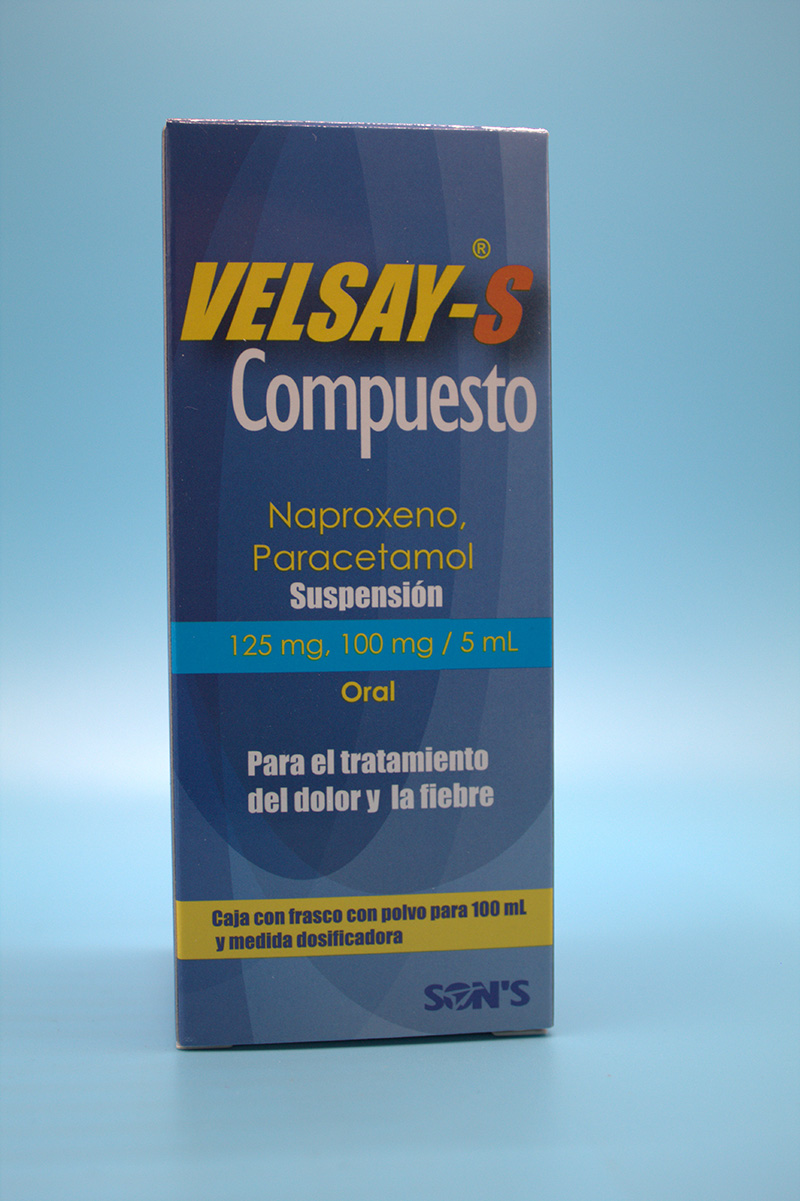 VELSAY-S®
Compuesto
Naproxeno,
Paracetamol
Suspensión
125 mg, 100 mg / 5 mL
Oral
Para el tratamiento
del dolor y la fiebre
Caja con frasco con polvo para 100 mL
y medida dosificadora
SON'S